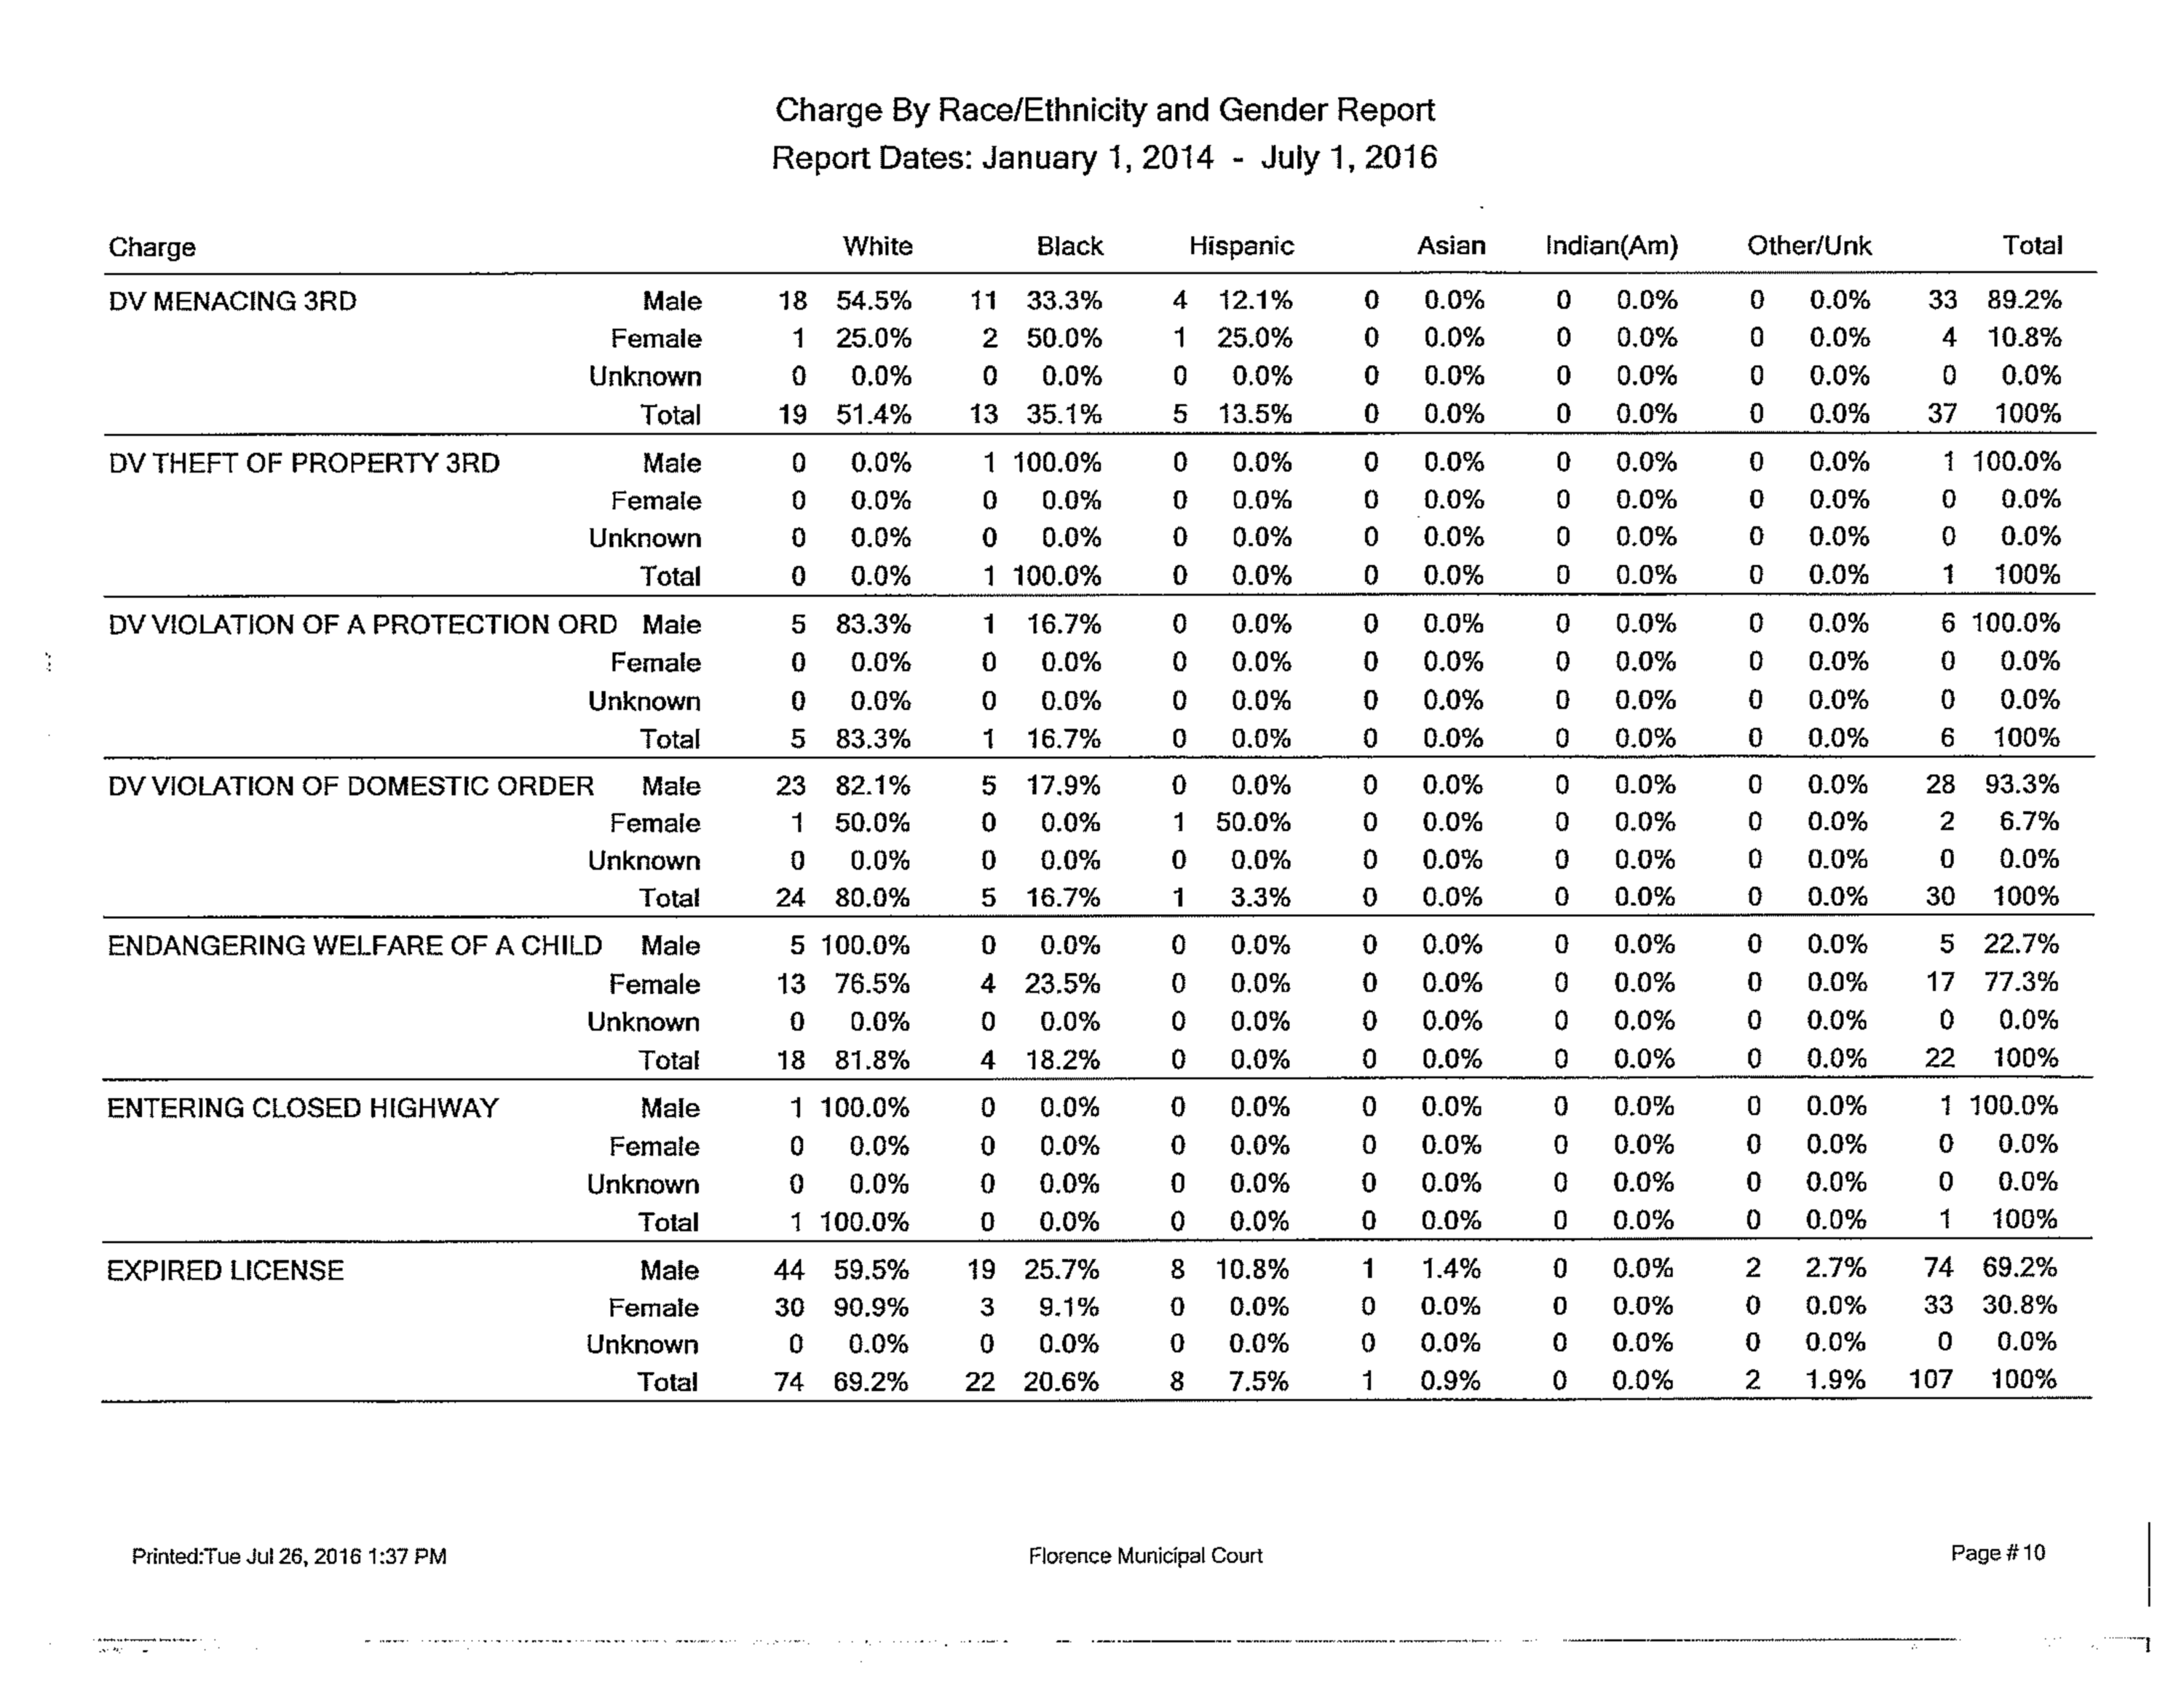 Charge By Race/Ethnicity and Gender Report
Report Dates: January 1, 2014 - July 1, 2016
Charge White Black Hispanic Asian Indian(Am) Other/Unk Total
DV MENACING 3RD Male 18 54.5% 11 33.3% 4 12.1% 0 0.0% 0 0.0% 0 0.0% 33 89.2%
Female 1 25.0% 2 50.0% 1 25.0% 0 0.0% 0 0.0% 0 0.0% 4 10.8%
Unknown 0 0.0% 0 0.0% 0 0.0% 0 0.0% 0 0.0% 0 0.0% 0 0.0%
Total 19 51.4% 13 35.1% 5 13.5% 0 0.0% 0 0.0% 0 0.0% 37 100%
DV THEFT OF PROPERTY 3RD Male 0 0.0% 1 100.0% 0 0.0% 0 0.0% 0 0.0% 0 0.0% 1 100.0%
Female 0 0.0% 0 0.0% 0 0.0% 0 0.0% 0 0.0% 0 0.0% 0 0.0%
Unknown 0 0.0% 0 0.0% 0 0.0% 0 0.0% 0 0.0% 0 0.0% 0 0.0%
Total 0 0.0% 1 100.0% 0 0.0% 0 0.0% 0 0.0% 0 0.0% 1 100%
DV VIOLATION OF A PROTECTION ORD Male 5 83.3% 1 16.7% 0 0.0% 0 0.0% 0 0.0% 0 0.0% 6 100.0%
Female 0 0.0% 0 0.0% 0 0.0% 0 0.0% 0 0.0% 0 0.0% 0 0.0%
Unknown 0 0.0% 0 0.0% 0 0.0% 0 0.0% 0 0.0% 0 0.0% 0 0.0%
Total 5 83.3% 1 16.7% 0 0.0% 0 0.0% 0 0.0% 0 0.0% 6 100%
DV VIOLATION OF DOMESTIC ORDER Male 23 82.1% 5 17.9% 0 0.0% 0 0.0% 0 0.0% 0 0.0% 28 93.3%
Female 1 50.0% 0 0.0% 1 50.0% 0 0.0% 0 0.0% 0 0.0% 2 6.7%
Unknown 0 0.0% 0 0.0% 0 0.0% 0 0.0% 0 0.0% 0 0.0% 0 0.0%
Total 24 80.0% 5 16.7% 1 3.3% 0 0.0% 0 0.0% 0 0.0% 30 100%
ENDANGERING WELFARE OF A CHILD Male 5 100.0% 0 0.0% 0 0.0% 0 0.0% 0 0.0% 0 0.0% 5 22.7%
Female 13 76.5% 4 23.5% 0 0.0% 0 0.0% 0 0.0% 0 0.0% 17 77.3%
Unknown 0 0.0% 0 0.0% 0 0.0% 0 0.0% 0 0.0% 0 0.0% 0 0.0%
Total 18 81.8% 4 18.2% 0 0.0% 0 0.0% 0 0.0% 0 0.0% 22 100%
ENTERING CLOSED HIGHWAY Male 1 100.0% 0 0.0% 0 0.0% 0 0.0% 0 0.0% 0 0.0% 1 100.0%
Female 0 0.0% 0 0.0% 0 0.0% 0 0.0% 0 0.0% 0 0.0% 0 0.0%
Unknown 0 0.0% 0 0.0% 0 0.0% 0 0.0% 0 0.0% 0 0.0% 0 0.0%
Total 1 100.0% 0 0.0% 0 0.0% 0 0.0% 0 0.0% 0 0.0% 1 100%
EXPIRED LICENSE Male 44 59.5% 19 25.7% 8 10.8% 1 1.4% 0 0.0% 2 2.7% 74 69.2%
Female 30 90.9% 3 9.1% 0 0.0% 0 0.0% 0 0.0% 0 0.0% 33 30.8%
Unknown 0 0.0% 0 0.0% 0 0.0% 0 0.0% 0 0.0% 0 0.0% 0 0.0%
Total 74 69.2% 22 20.6% 8 7.5% 1 0.9% 0 0.0% 2 1.9% 107 100%
Printed:Tue Jul 26, 2016 1:37 PM Florence Municipal Court Page # 10